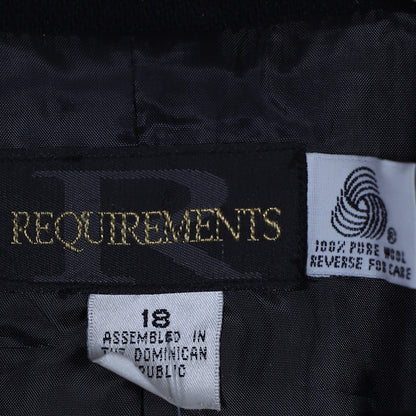 R
REQUIREMENTS
®
100% PURE WOOL
REVERSE FOR CARE
18
ASSEMBLED IN
THE DOMINICAN
REPUBLIC